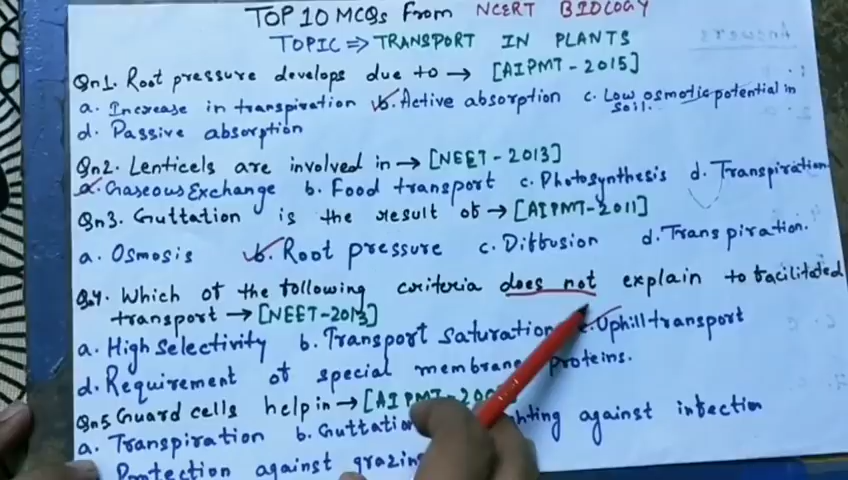 TOP 10 MCQs From NCERT BIOLOGY
TOPIC ⇒ TRANSPORT IN PLANTS
Qn1. Root pressure develops due to → [AIPMT-2015]
a. Increase in transpiration b. Active absorption c. Low osmotic potential in soil.
d. Passive absorption
Qn2. Lenticels are involved in → [NEET-2013]
a. Gaseous Exchange b. Food transport c. Photosynthesis d. Transpiration
Qn3. Guttation is the result of → [AIPMT-2011]
a. Osmosis b. Root pressure c. Diffusion d. Transpiration.
Q4. Which of the following criteria does not explain to facilitated
transport → [NEET-2013]
a. High Selectivity b. Transport Saturation Uphill transport
d. Requirement of special membrane proteins.
Qn5 Guard cells help in → [AIPMT-200
a. Transpiration b. Guttation against infection
Protection against grazing